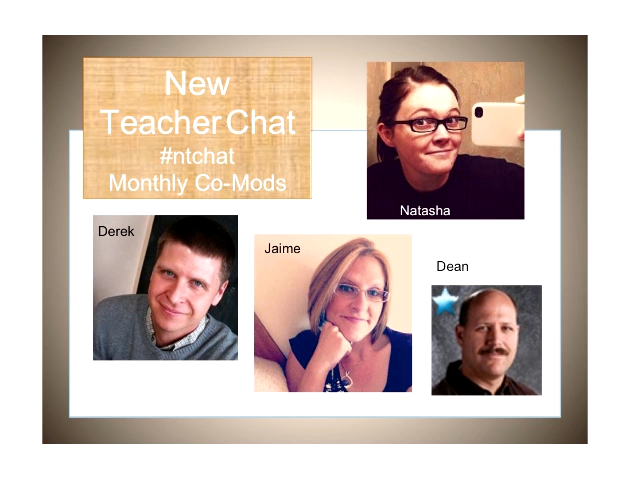 New
Teacher Chat
#ntchat
Monthly Co-Mods
Natasha
Derek
Jaime
Dean